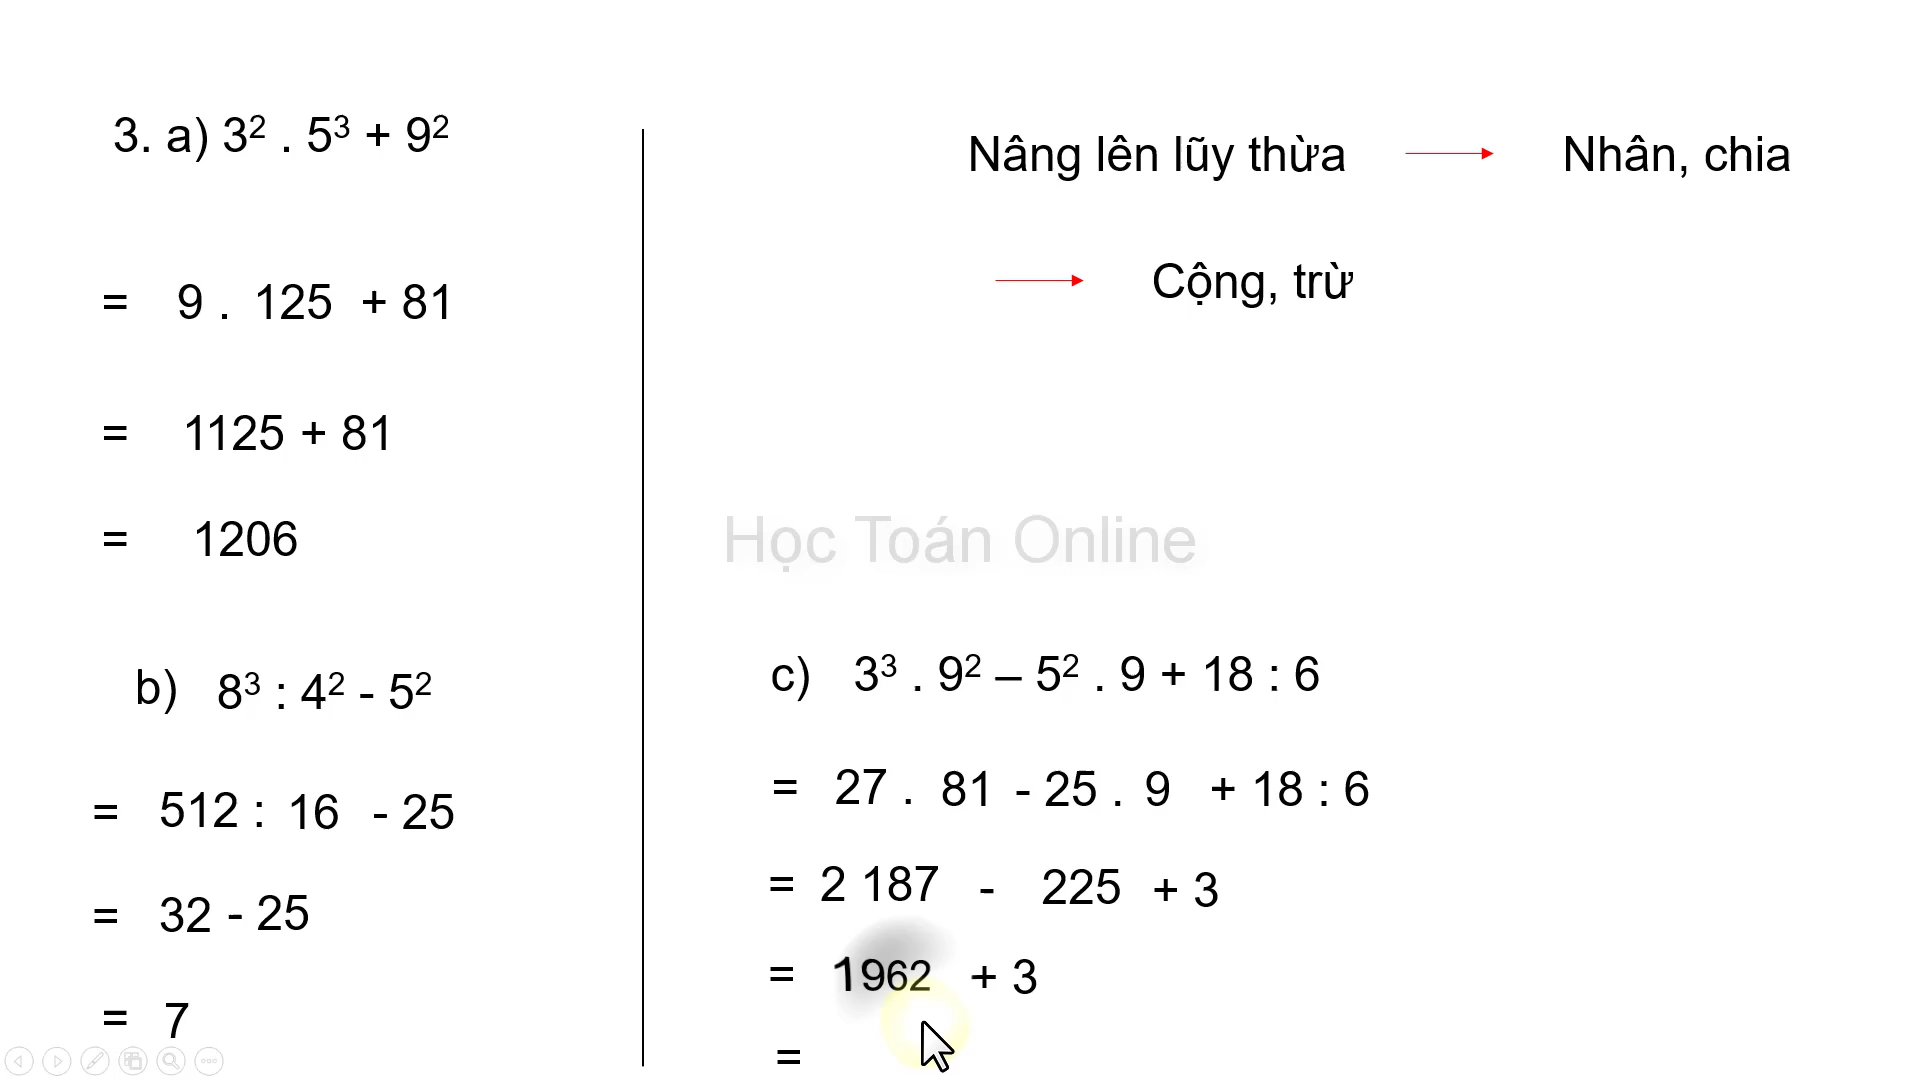 3. a) 3² . 5³ + 9²
= 9 . 125 + 81
= 1125 + 81
= 1206
b) 8³ : 4² - 5²
= 512 : 16 - 25
= 32 - 25
= 7
Nâng lên lũy thừa → Nhân, chia
→ Cộng, trừ
Học Toán Online
c) 3³ . 9² – 5² . 9 + 18 : 6
= 27 . 81 - 25 . 9 + 18 : 6
= 2 187 - 225 + 3
= 1962 + 3
=